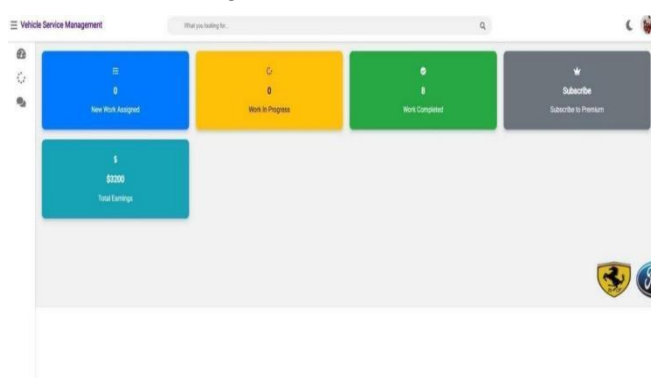 Vehicle Service Management
What you looking for..
0
New Work Assigned
0
Work In Progress
8
Work Completed
Subscribe
Subscribe to Premium
$
$3200
Total Earnings